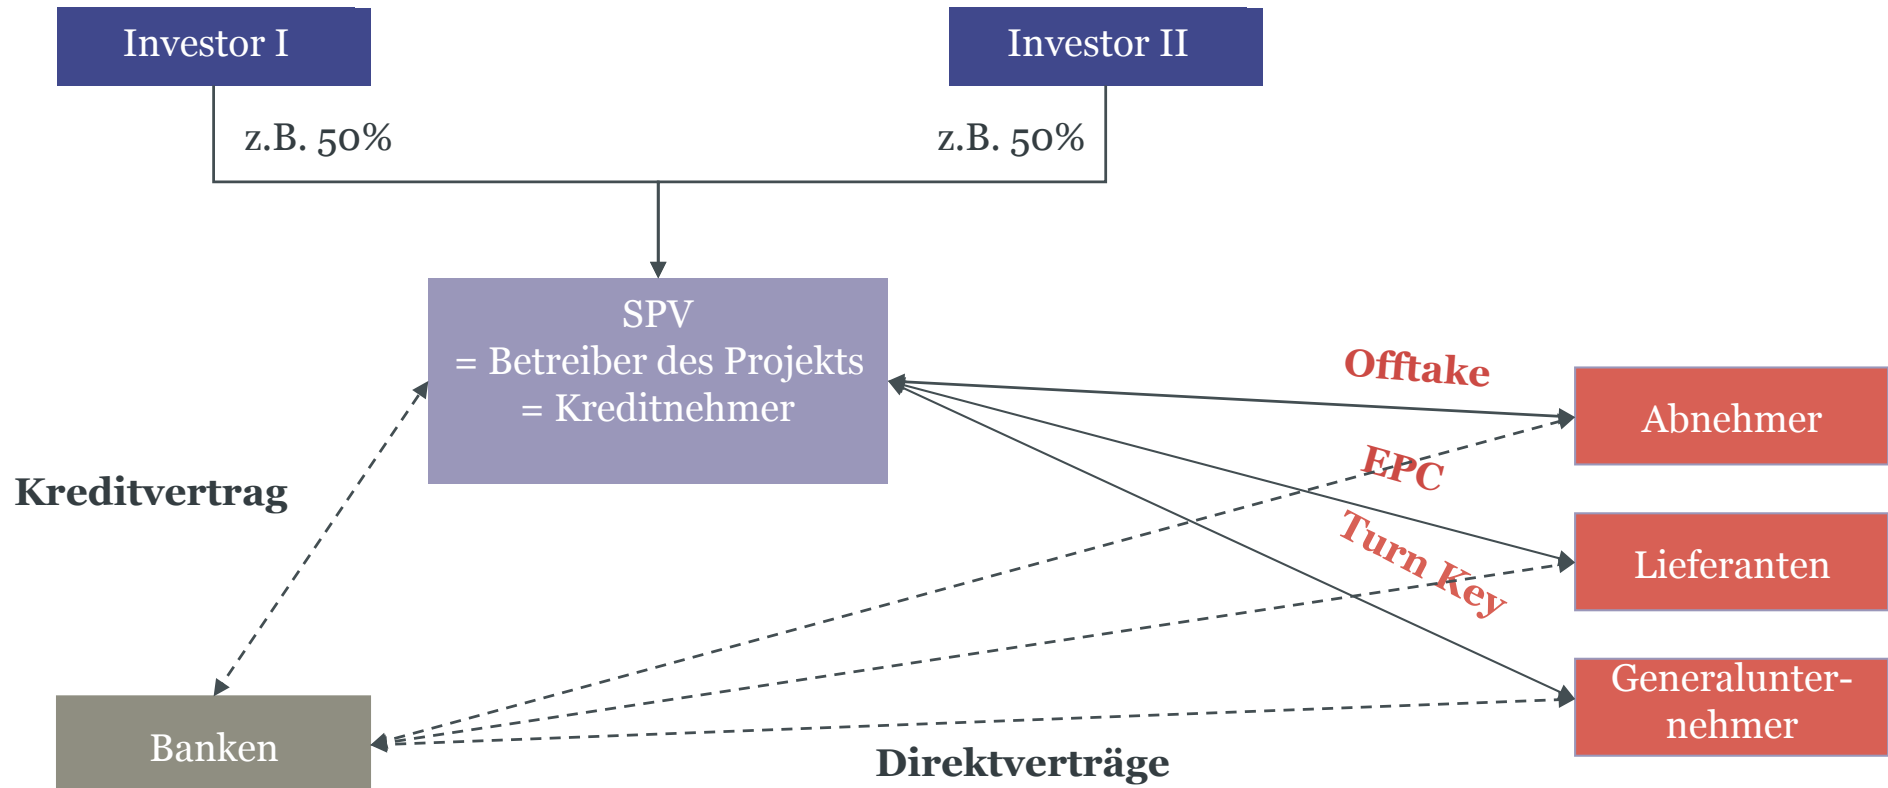 Investor I
Investor II
z.B. 50%
z.B. 50%
SPV
= Betreiber des Projekts
= Kreditnehmer
Offtake
Abnehmer
EPC
Kreditvertrag
Turn Key
Lieferanten
Generalunter-
nehmer
Banken
Direktverträge